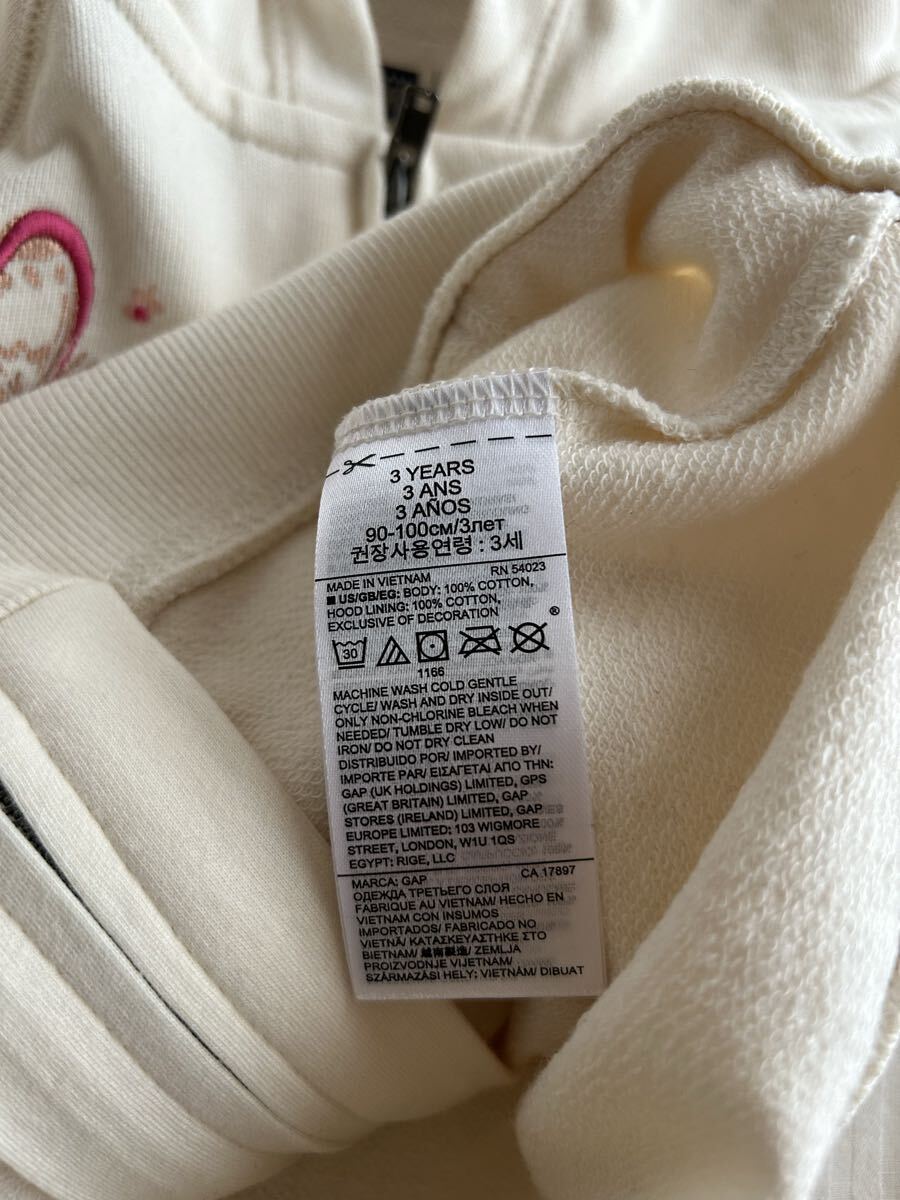 3 YEARS
3 ANS
3 AÑOS
90-100см/3лет
권장사용연령 : 3세
MADE IN VIETNAM RN 54023
■ US/GB/EG: BODY: 100% COTTON,
HOOD LINING: 100% COTTON,
EXCLUSIVE OF DECORATION
®
30
1166
MACHINE WASH COLD GENTLE
CYCLE/ WASH AND DRY INSIDE OUT/
ONLY NON-CHLORINE BLEACH WHEN
NEEDED/ TUMBLE DRY LOW/ DO NOT
IRON/ DO NOT DRY CLEAN
DISTRIBUIDO POR/ IMPORTED BY/
IMPORTE PAR/ ΕΙΣΑΓΕΤΑΙ ΑΠΟ ΤΗΝ:
GAP (UK HOLDINGS) LIMITED, GPS
(GREAT BRITAIN) LIMITED, GAP
STORES (IRELAND) LIMITED, GAP
EUROPE LIMITED: 103 WIGMORE
STREET, LONDON, W1U 1QS
EGYPT: RIGE, LLC
MARCA: GAP CA 17897
ОДЕЖДА ТРЕТЬЕГО СЛОЯ
FABRIQUE AU VIETNAM/ HECHO EN
VIETNAM CON INSUMOS
IMPORTADOS/ FABRICADO NO
VIETNÃ/ ΚΑΤΑΣΚΕΥΑΣΤΗΚΕ ΣΤΟ
ΒΙΕΤΝΑΜ/ 越南製造/ ZEMLJA
PROIZVODNJE VIJETNAM/
SZÁRMAZÁSI HELY: VIETNÁM/ DIBUAT